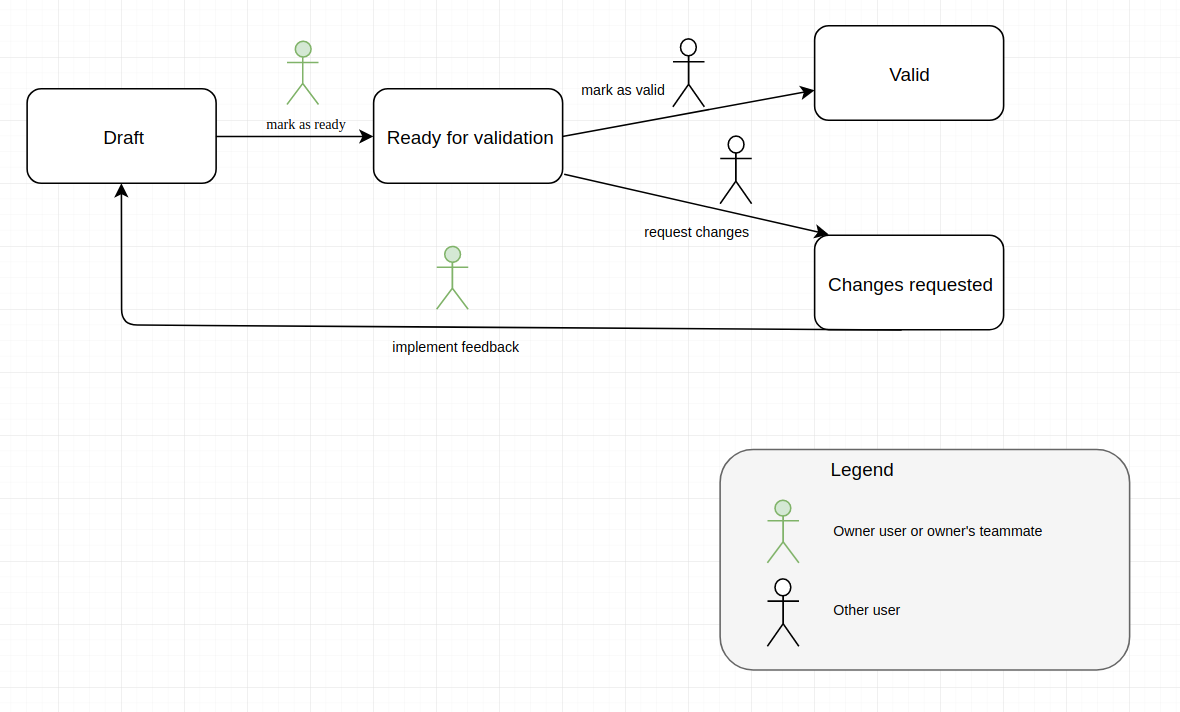 Draft
mark as ready
Ready for validation
mark as valid
Valid
request changes
Changes requested
implement feedback
Legend
Owner user or owner's teammate
Other user